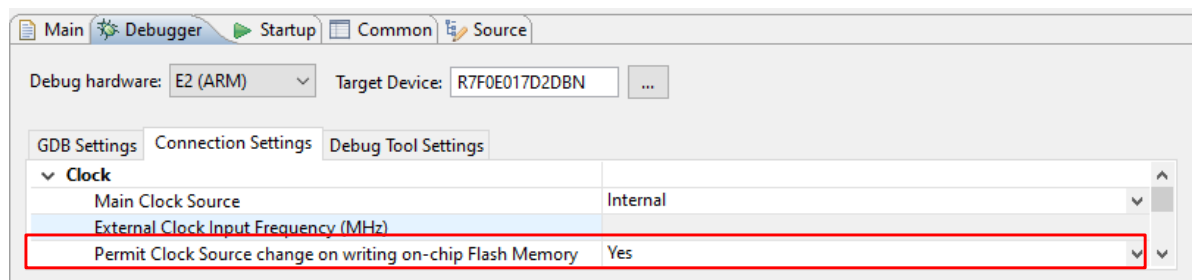 Main Debugger Startup Common Source
Debug hardware: E2 (ARM) Target Device: R7F0E017D2DBN ...
GDB Settings Connection Settings Debug Tool Settings
Clock
Main Clock Source Internal
External Clock Input Frequency (MHz)
Permit Clock Source change on writing on-chip Flash Memory Yes